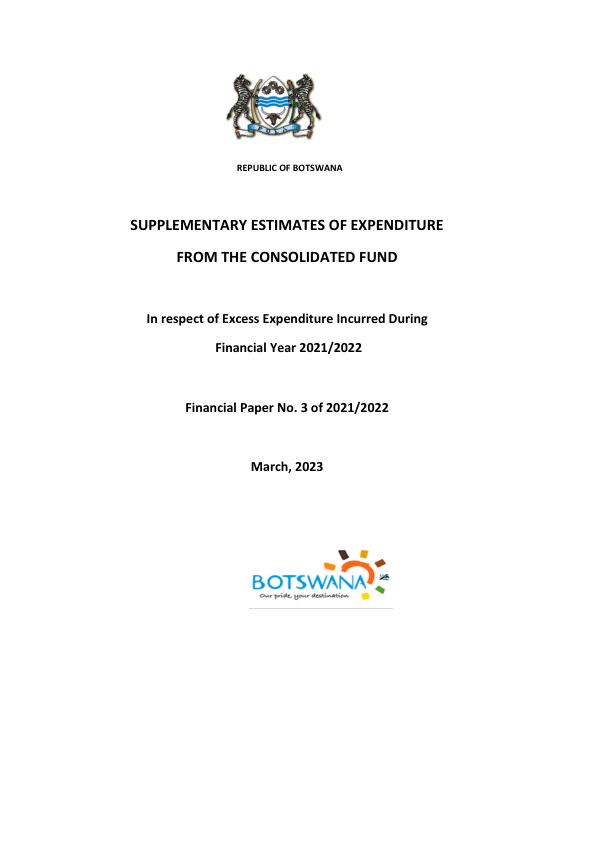 PULA
REPUBLIC OF BOTSWANA
SUPPLEMENTARY ESTIMATES OF EXPENDITURE
FROM THE CONSOLIDATED FUND
In respect of Excess Expenditure Incurred During
Financial Year 2021/2022
Financial Paper No. 3 of 2021/2022
March, 2023
BOTSWANA
Our pride, your destination